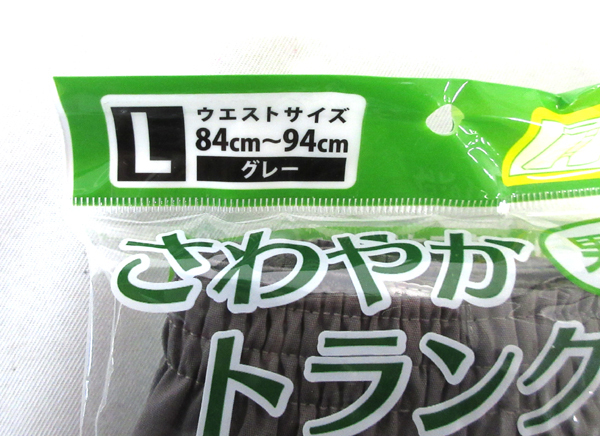 L
ウエストサイズ
84cm~94cm
グレー
さわやか
トランク